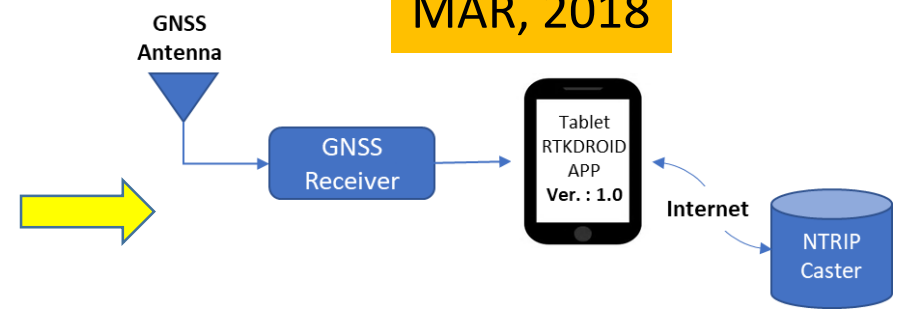 MAR, 2018
GNSS
Antenna
GNSS
Receiver
Tablet
RTKDROID
APP
Ver. : 1.0
Internet
NTRIP
Caster